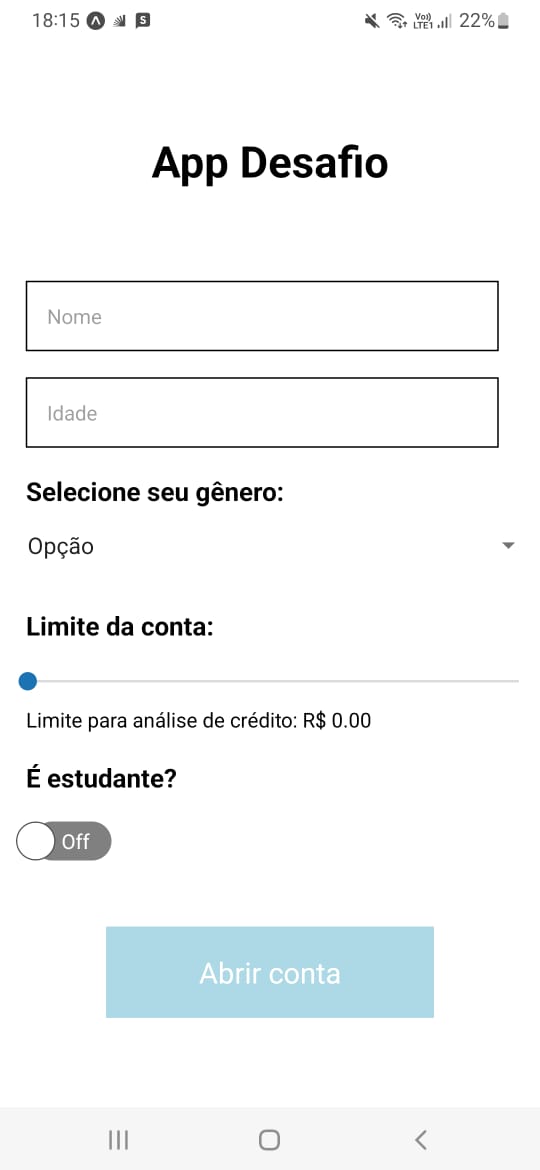 18:15 S Vo) LTE1 22%
App Desafio
Nome
Idade
Selecione seu gênero:
Opção
Limite da conta:
Limite para análise de crédito: R$ 0.00
É estudante?
Off
Abrir conta